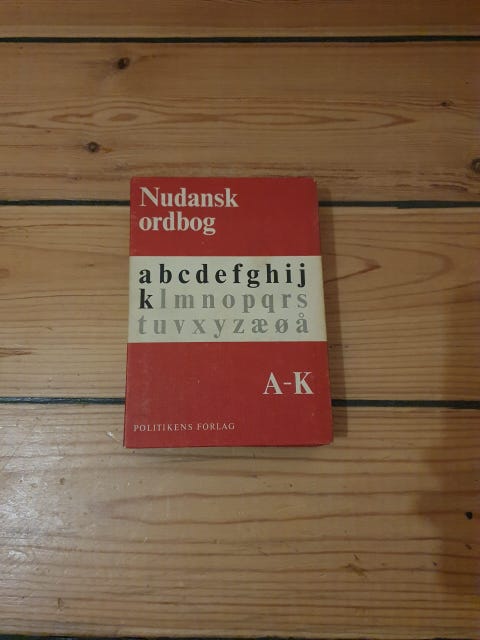 Nudansk
ordbog
abcdefghij
klmnopqrs
tuvxyzæøå
A-K
POLITIKENS FORLAG